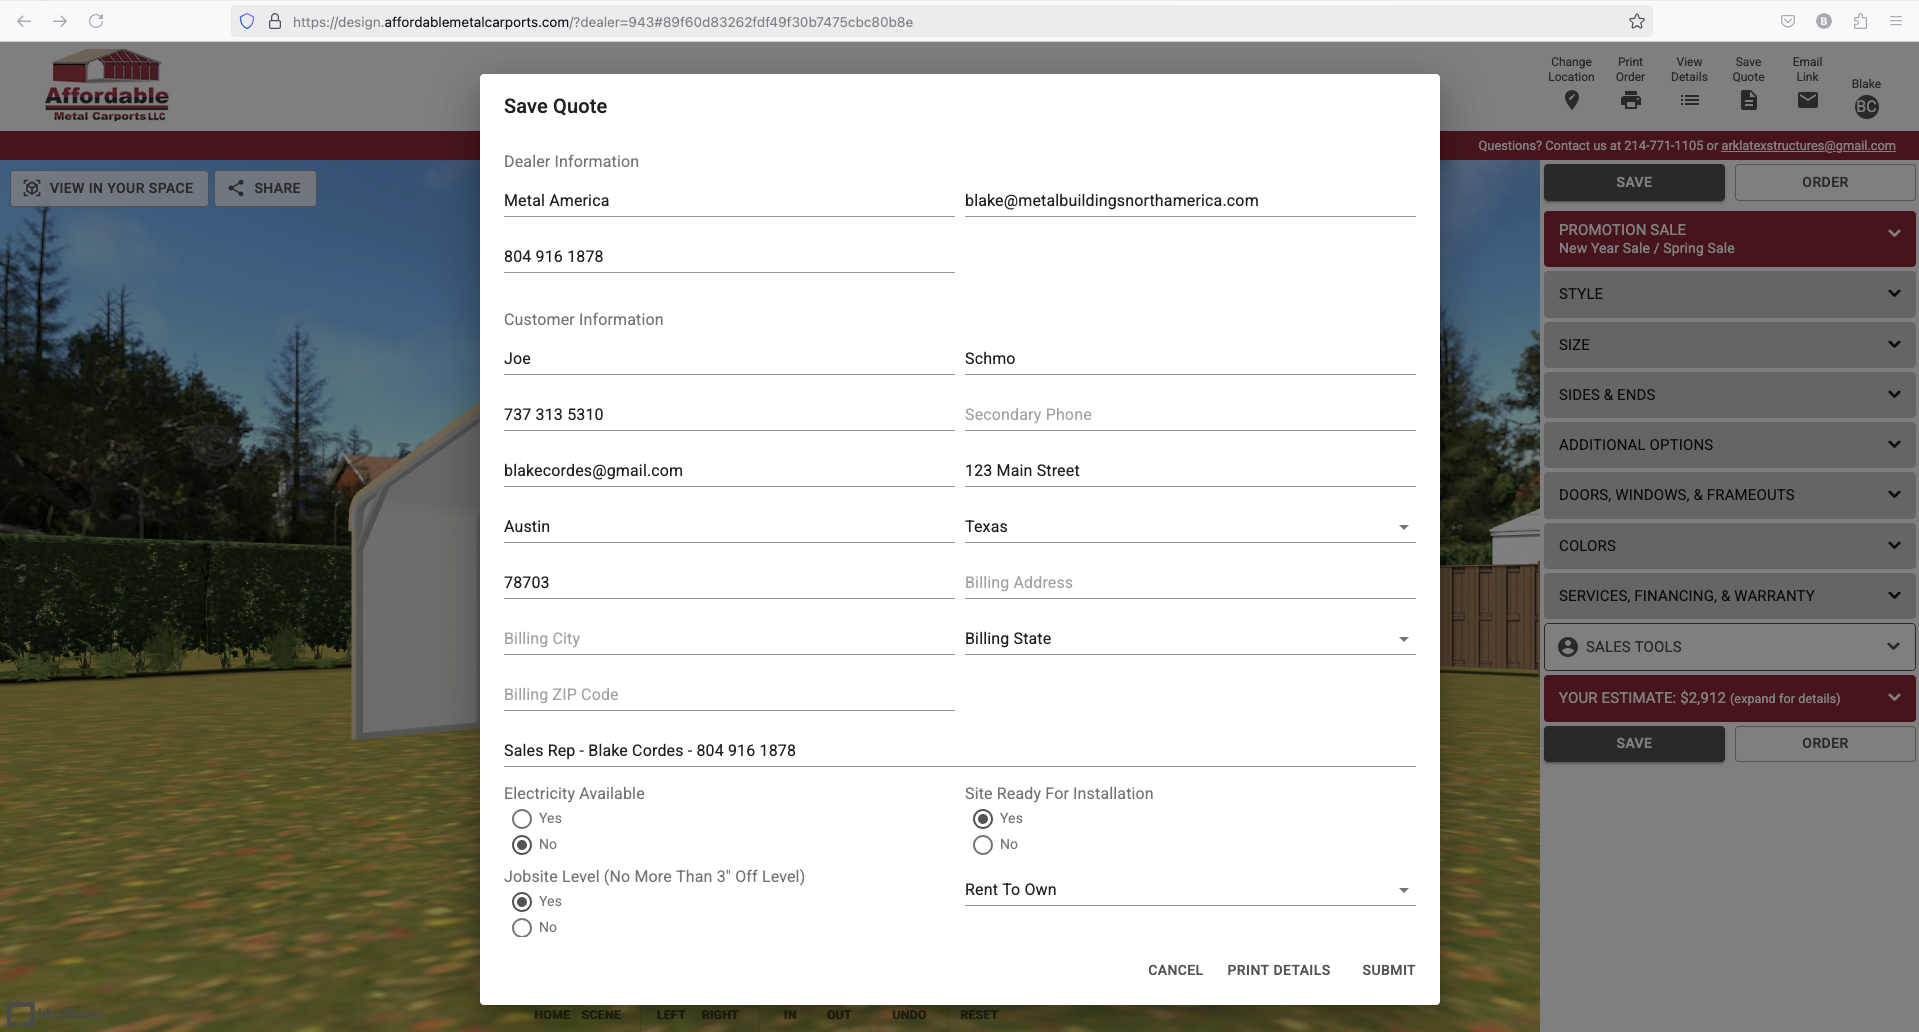 https://design.affordablemetalcarports.com/?dealer=943#89f60d83262fdf49f30b7475cbc80b8e
B
Affordable
Metal Carports LLC
Change Location
Print Order
View Details
Save Quote
Email Link
Blake
BC
Questions? Contact us at 214-771-1105 or arklatexstructures@gmail.com
VIEW IN YOUR SPACE
SHARE
Save Quote
Dealer Information
Metal America
blake@metalbuildingsnorthamerica.com
804 916 1878
Customer Information
Joe
Schmo
737 313 5310
Secondary Phone
blakecordes@gmail.com
123 Main Street
Austin
Texas
78703
Billing Address
Billing City
Billing State
Billing ZIP Code
Sales Rep - Blake Cordes - 804 916 1878
Electricity Available
Yes
No
Site Ready For Installation
Yes
No
Jobsite Level (No More Than 3" Off Level)
Yes
No
Rent To Own
CANCEL
PRINT DETAILS
SUBMIT
SAVE
ORDER
PROMOTION SALE
New Year Sale / Spring Sale
STYLE
SIZE
SIDES & ENDS
ADDITIONAL OPTIONS
DOORS, WINDOWS, & FRAMEOUTS
COLORS
SERVICES, FINANCING, & WARRANTY
SALES TOOLS
YOUR ESTIMATE: $2,912 (expand for details)
SAVE
ORDER
HOME
SCENE
LEFT
RIGHT
IN
OUT
UNDO
RESET